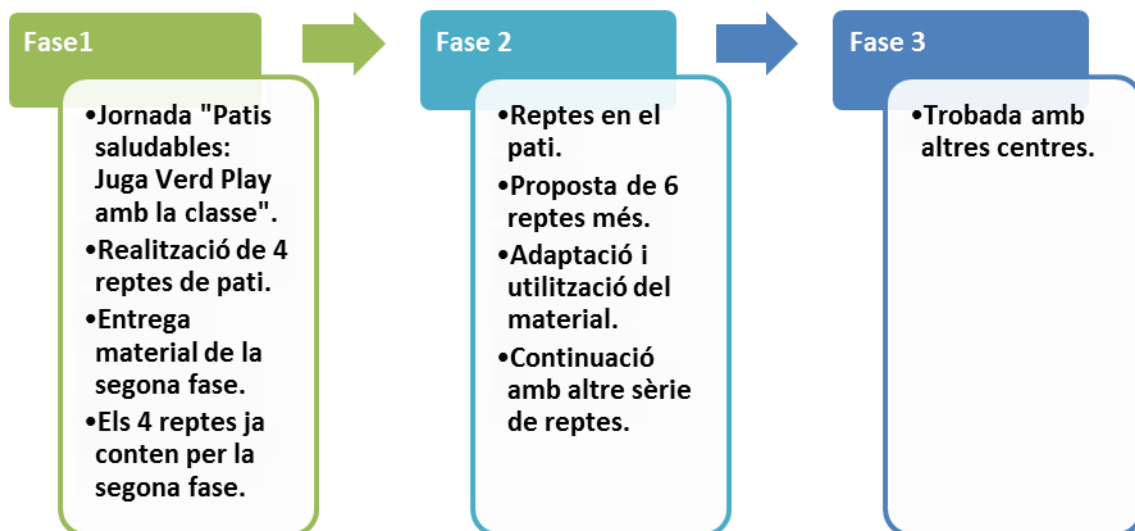 Fase1
•Jornada "Patis
saludables:
Juga Verd Play
amb la classe".
•Realització de 4
reptes de pati.
•Entrega
material de la
segona fase.
•Els 4 reptes ja
conten per la
segona fase.
Fase 2
•Reptes en el
pati.
•Proposta de 6
reptes més.
•Adaptació i
utilització del
material.
•Continuació
amb altre sèrie
de reptes.
Fase 3
•Trobada amb
altres centres.